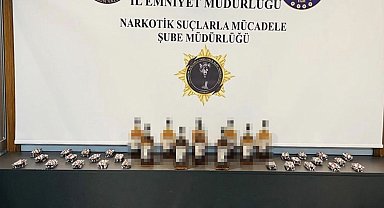 İL EMNİYET MÜDÜRLÜĞÜ
NARKOTİK SUÇLARLA MÜCADELE
ŞUBE MÜDÜRLÜĞÜ